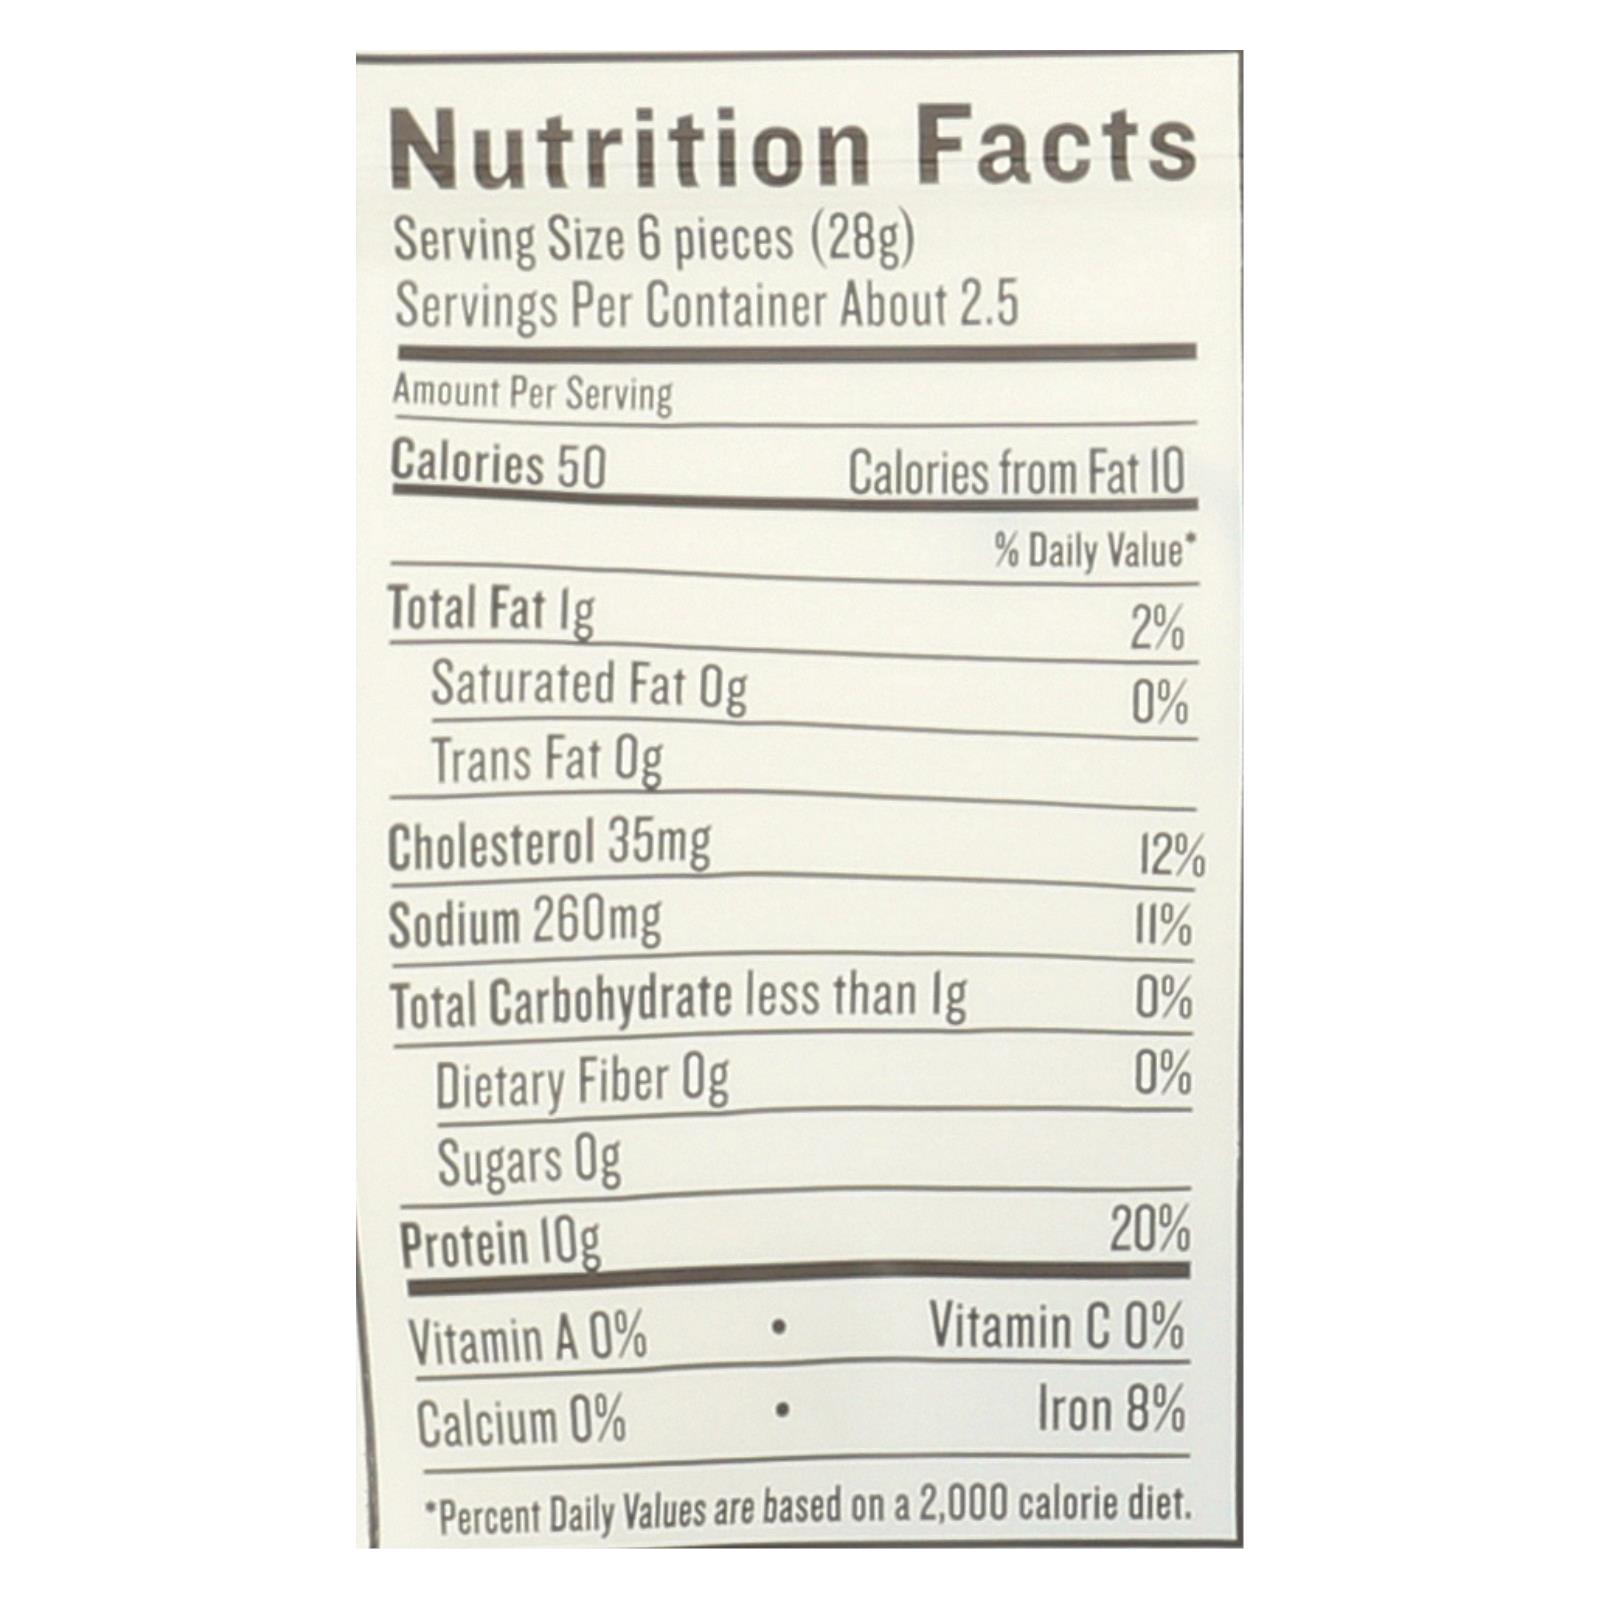 Nutrition Facts
Serving Size 6 pieces (28g)
Servings Per Container About 2.5
Amount Per Serving
Calories 50 Calories from Fat 10
% Daily Value*
Total Fat 1g 2%
Saturated Fat 0g 0%
Trans Fat 0g
Cholesterol 35mg 12%
Sodium 260mg 11%
Total Carbohydrate less than 1g 0%
Dietary Fiber 0g 0%
Sugars 0g
Protein 10g 20%
Vitamin A 0% • Vitamin C 0%
Calcium 0% • Iron 8%
*Percent Daily Values are based on a 2,000 calorie diet.